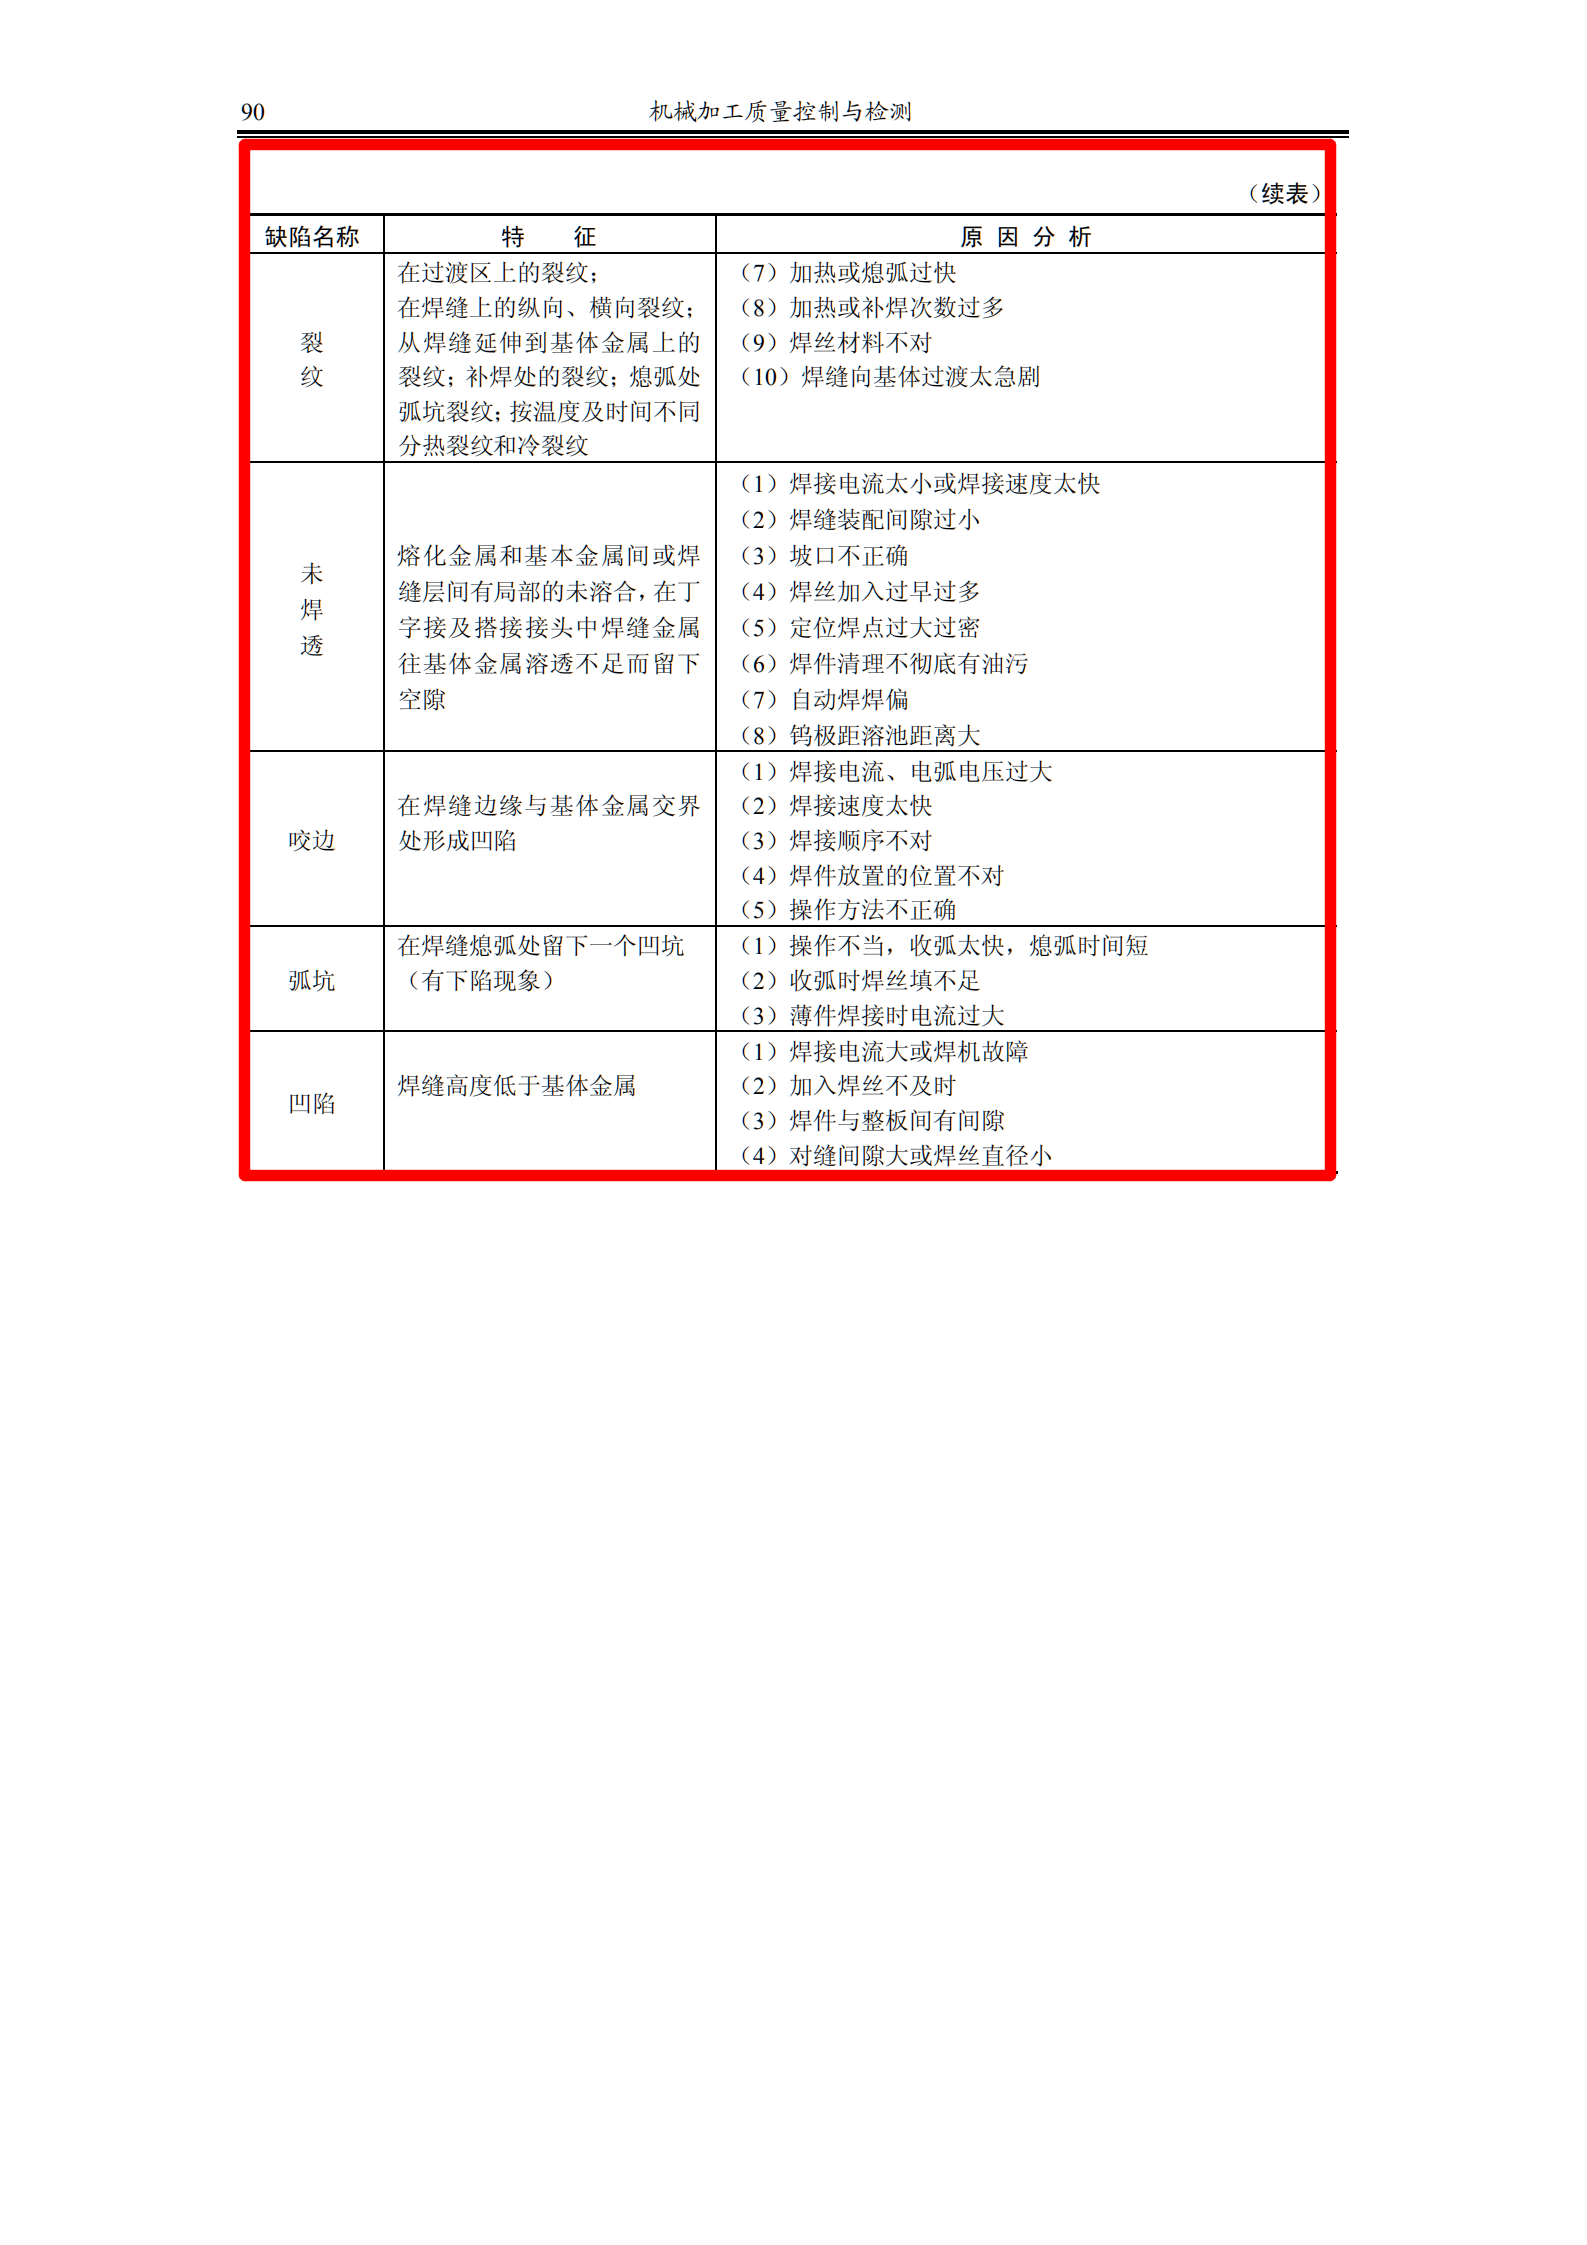 90 机械加工质量控制与检测
（续表）
缺陷名称 特 征 原 因 分 析
裂
纹
在过渡区上的裂纹；
在焊缝上的纵向、横向裂纹；
从焊缝延伸到基体金属上的
裂纹；补焊处的裂纹；熄弧处
弧坑裂纹；按温度及时间不同
分热裂纹和冷裂纹
（7）加热或熄弧过快
（8）加热或补焊次数过多
（9）焊丝材料不对
（10）焊缝向基体过渡太急剧
未
焊
透
熔化金属和基本金属间或焊
缝层间有局部的未溶合，在丁
字接及搭接接头中焊缝金属
往基体金属溶透不足而留下
空隙
（1）焊接电流太小或焊接速度太快
（2）焊缝装配间隙过小
（3）坡口不正确
（4）焊丝加入过早过多
（5）定位焊点过大过密
（6）焊件清理不彻底有油污
（7）自动焊焊偏
（8）钨极距溶池距离大
咬边
在焊缝边缘与基体金属交界
处形成凹陷
（1）焊接电流、电弧电压过大
（2）焊接速度太快
（3）焊接顺序不对
（4）焊件放置的位置不对
（5）操作方法不正确
弧坑
在焊缝熄弧处留下一个凹坑
（有下陷现象）
（1）操作不当，收弧太快，熄弧时间短
（2）收弧时焊丝填不足
（3）薄件焊接时电流过大
凹陷
焊缝高度低于基体金属
（1）焊接电流大或焊机故障
（2）加入焊丝不及时
（3）焊件与整板间有间隙
（4）对缝间隙大或焊丝直径小